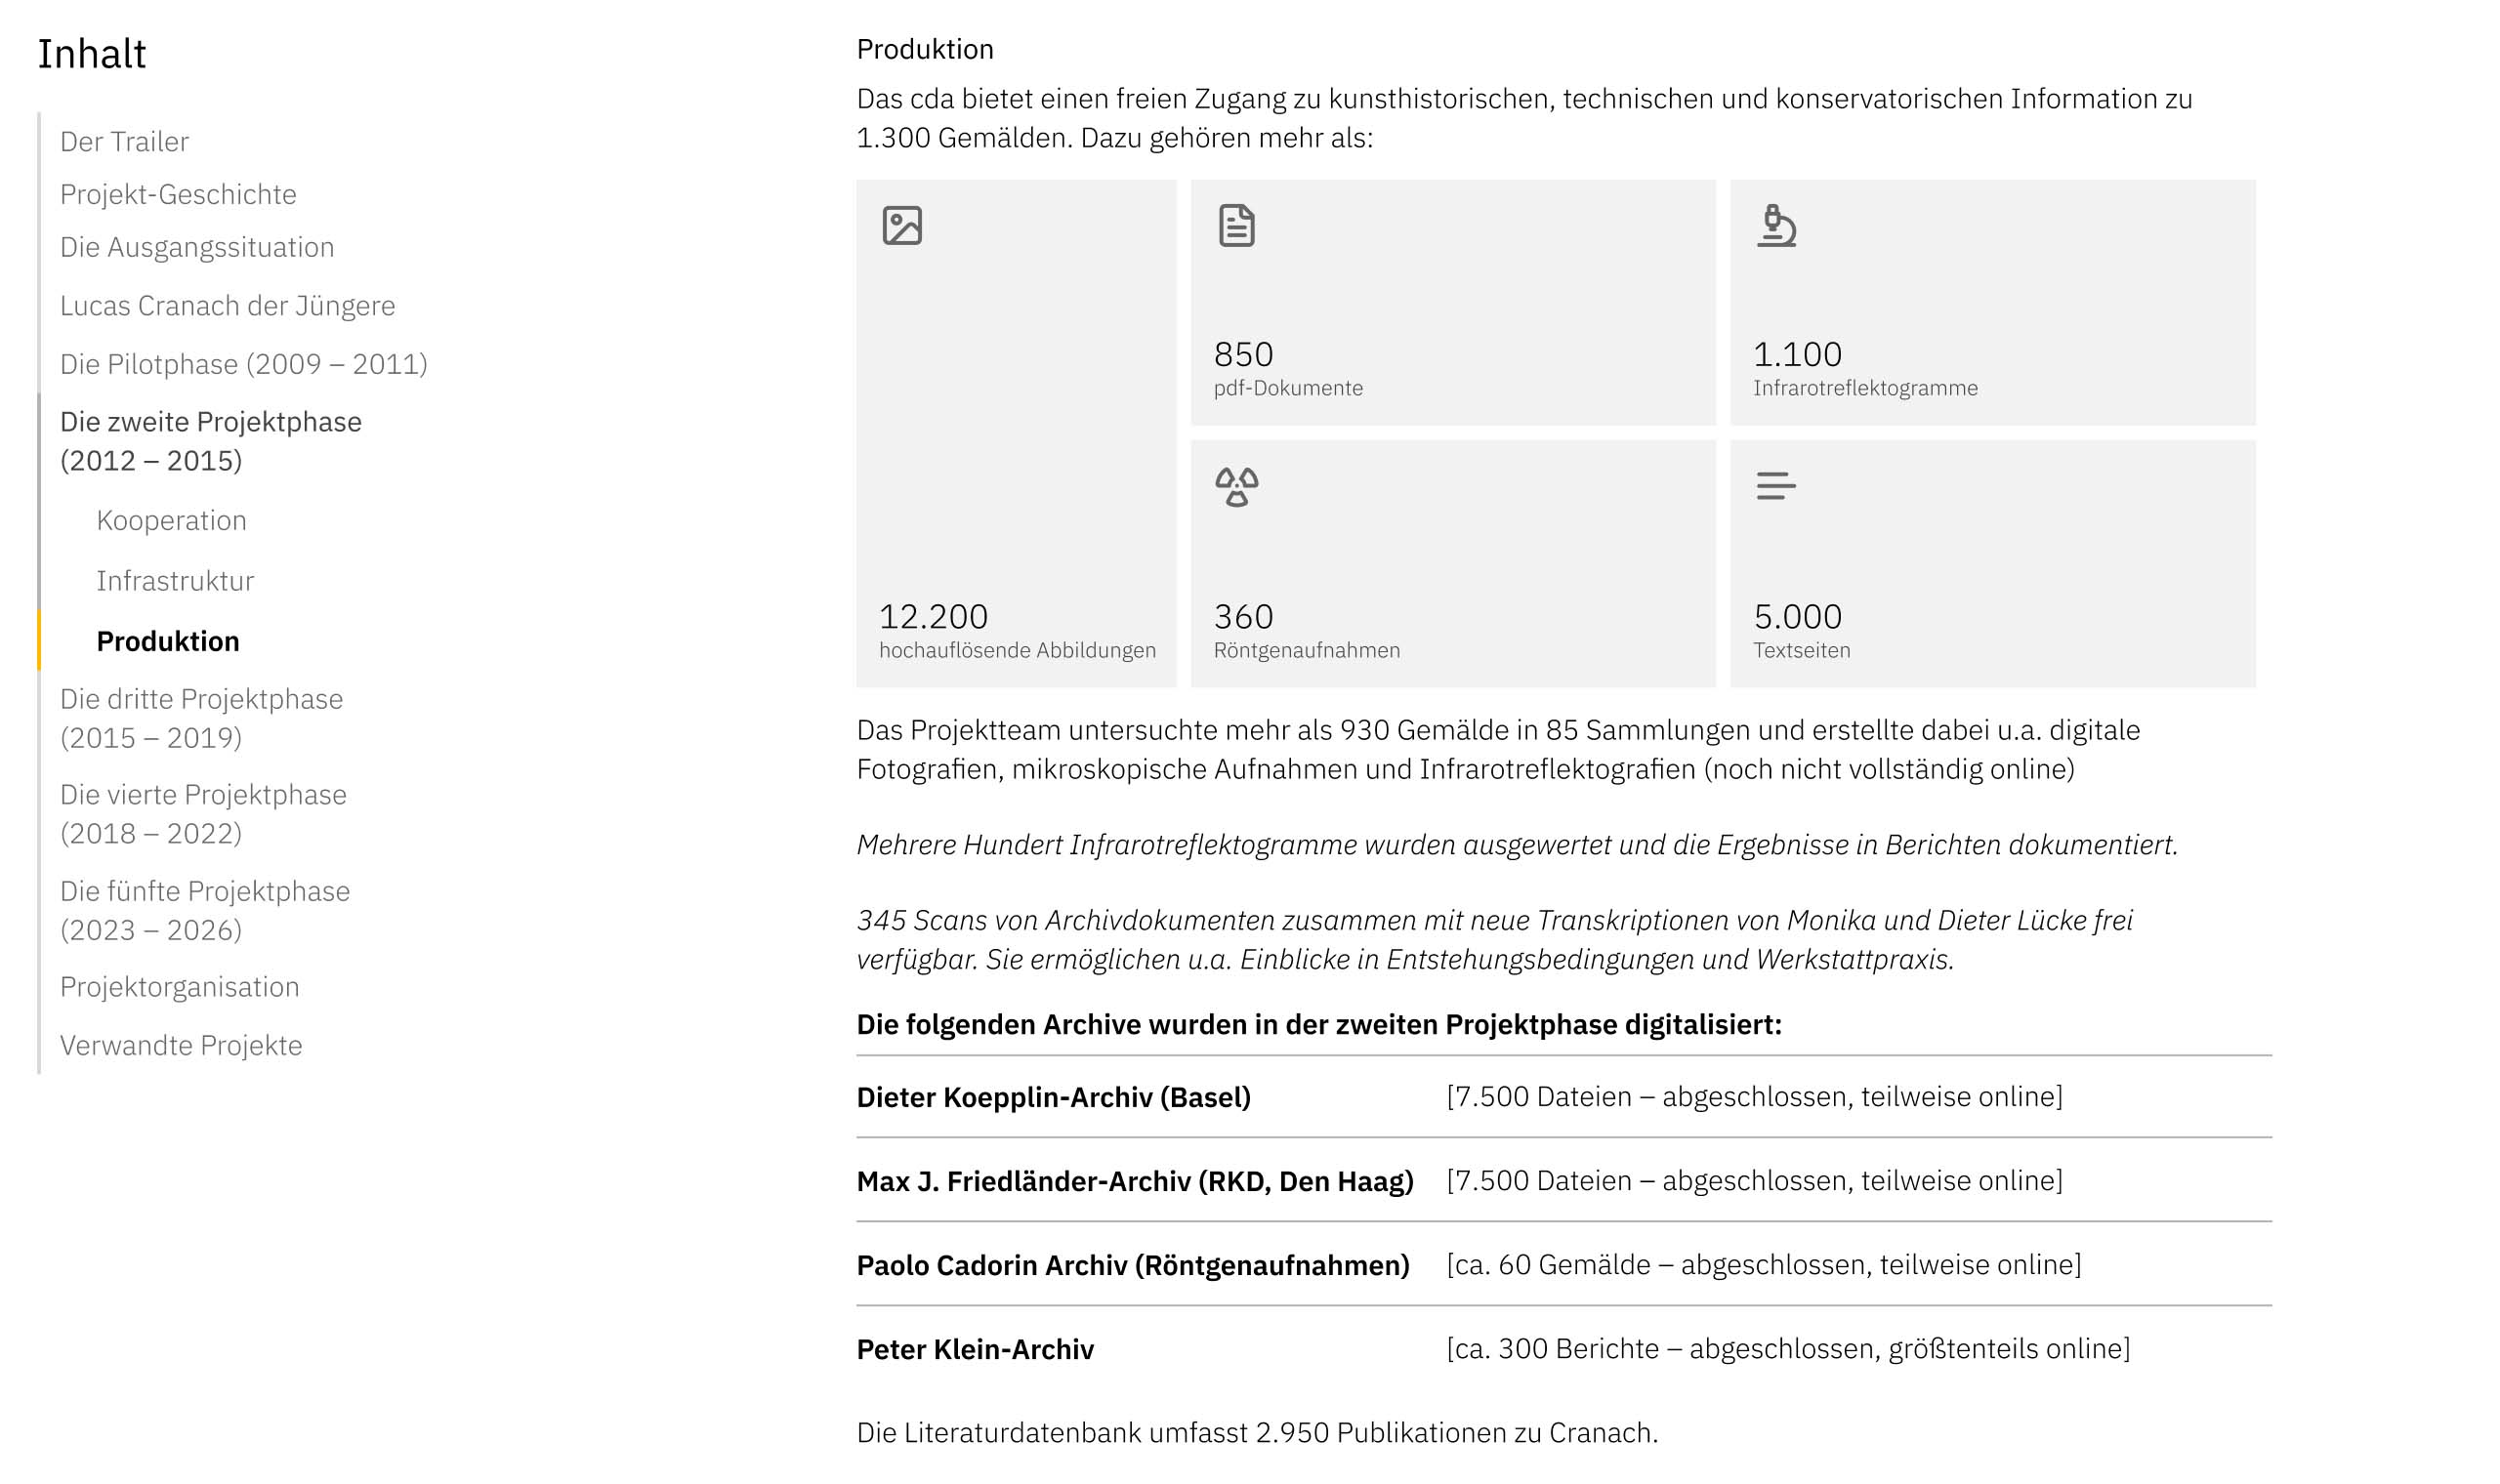 Inhalt
Der Trailer
Projekt-Geschichte
Die Ausgangssituation
Lucas Cranach der Jüngere
Die Pilotphase (2009 – 2011)
Die zweite Projektphase
(2012 – 2015)
Kooperation
Infrastruktur
Produktion
Die dritte Projektphase
(2015 – 2019)
Die vierte Projektphase
(2018 – 2022)
Die fünfte Projektphase
(2023 – 2026)
Projektorganisation
Verwandte Projekte
Produktion
Das cda bietet einen freien Zugang zu kunsthistorischen, technischen und konservatorischen Information zu
1.300 Gemälden. Dazu gehören mehr als:
12.200
hochauflösende Abbildungen
850
pdf-Dokumente
1.100
Infrarotreflektogramme
360
Röntgenaufnahmen
5.000
Textseiten
Das Projektteam untersuchte mehr als 930 Gemälde in 85 Sammlungen und erstellte dabei u.a. digitale
Fotografien, mikroskopische Aufnahmen und Infrarotreflektografien (noch nicht vollständig online)
Mehrere Hundert Infrarotreflektogramme wurden ausgewertet und die Ergebnisse in Berichten dokumentiert.
345 Scans von Archivdokumenten zusammen mit neue Transkriptionen von Monika und Dieter Lücke frei
verfügbar. Sie ermöglichen u.a. Einblicke in Entstehungsbedingungen und Werkstattpraxis.
Die folgenden Archive wurden in der zweiten Projektphase digitalisiert:
Dieter Koepplin-Archiv (Basel) [7.500 Dateien – abgeschlossen, teilweise online]
Max J. Friedländer-Archiv (RKD, Den Haag) [7.500 Dateien – abgeschlossen, teilweise online]
Paolo Cadorin Archiv (Röntgenaufnahmen) [ca. 60 Gemälde – abgeschlossen, teilweise online]
Peter Klein-Archiv [ca. 300 Berichte – abgeschlossen, größtenteils online]
Die Literaturdatenbank umfasst 2.950 Publikationen zu Cranach.